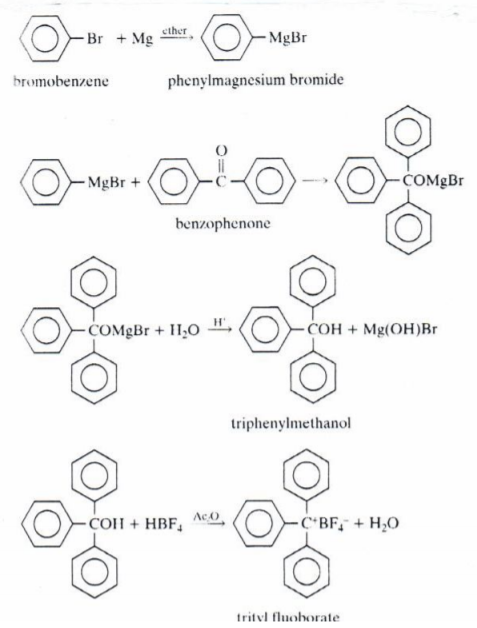 Br + Mg ether MgBr
bromobenzene phenylmagnesium bromide
O
MgBr + C COMgBr
benzophenone
COMgBr + H₂O H⁺ COH + Mg(OH)Br
triphenylmethanol
COH + HBF₄ Ac₂O C⁺BF₄⁻ + H₂O
trityl fluoborate